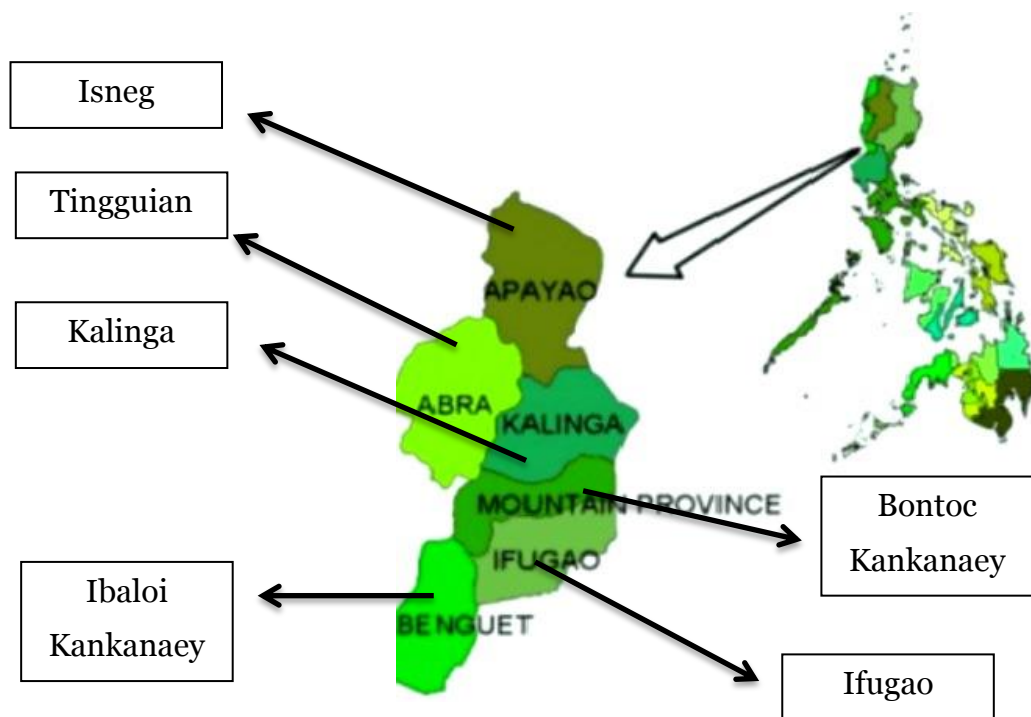 Isneg
Tingguian
Kalinga
APAYAO
ABRA
KALINGA
MOUNTAIN PROVINCE
IFUGAO
BENGUET
Bontoc
Kankanaey
Ibaloi
Kankanaey
Ifugao